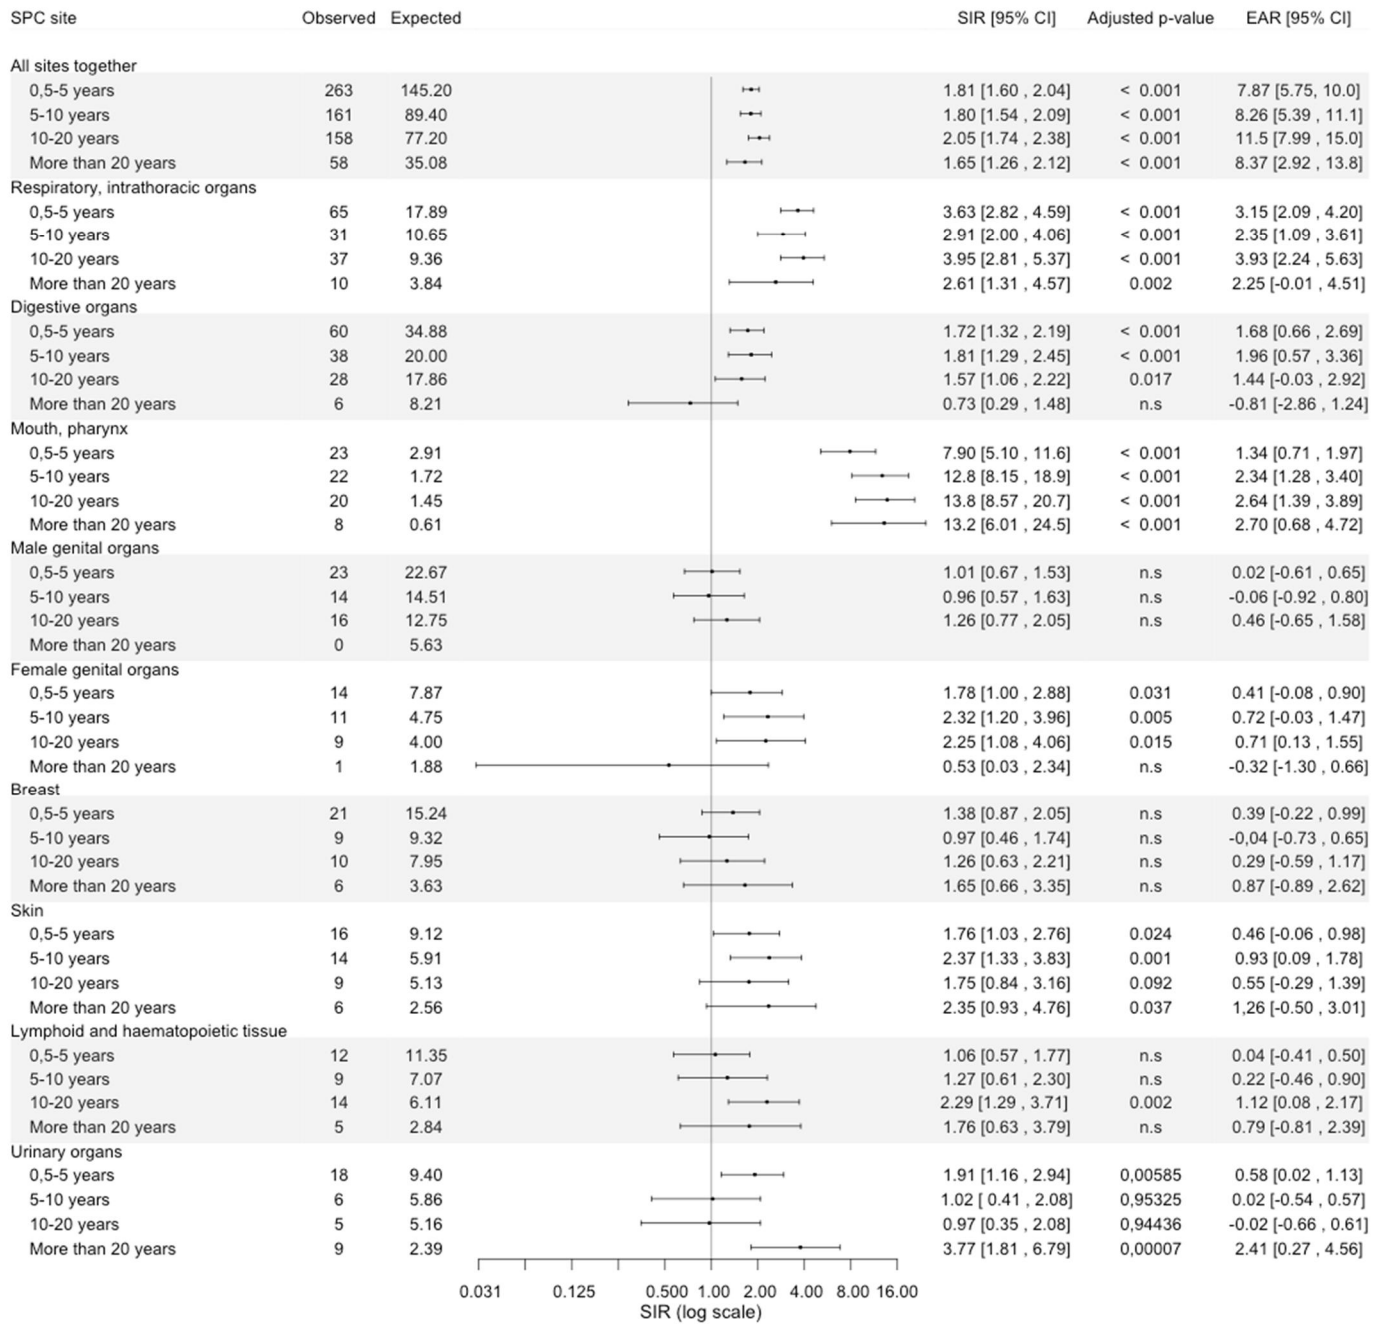 SPC site Observed Expected SIR [95% CI] Adjusted p-value EAR [95% CI]
All sites together
0,5-5 years 263 145.20 1.81 [1.60 , 2.04] < 0.001 7.87 [5.75, 10.0]
5-10 years 161 89.40 1.80 [1.54 , 2.09] < 0.001 8.26 [5.39 , 11.1]
10-20 years 158 77.20 2.05 [1.74 , 2.38] < 0.001 11.5 [7.99 , 15.0]
More than 20 years 58 35.08 1.65 [1.26 , 2.12] < 0.001 8.37 [2.92 , 13.8]
Respiratory, intrathoracic organs
0,5-5 years 65 17.89 3.63 [2.82 , 4.59] < 0.001 3.15 [2.09 , 4.20]
5-10 years 31 10.65 2.91 [2.00 , 4.06] < 0.001 2.35 [1.09 , 3.61]
10-20 years 37 9.36 3.95 [2.81 , 5.37] < 0.001 3.93 [2.24 , 5.63]
More than 20 years 10 3.84 2.61 [1.31 , 4.57] 0.002 2.25 [-0.01 , 4.51]
Digestive organs
0,5-5 years 60 34.88 1.72 [1.32 , 2.19] < 0.001 1.68 [0.66 , 2.69]
5-10 years 38 20.00 1.81 [1.29 , 2.45] < 0.001 1.96 [0.57 , 3.36]
10-20 years 28 17.86 1.57 [1.06 , 2.22] 0.017 1.44 [-0.03 , 2.92]
More than 20 years 6 8.21 0.73 [0.29 , 1.48] n.s -0.81 [-2.86 , 1.24]
Mouth, pharynx
0,5-5 years 23 2.91 7.90 [5.10 , 11.6] < 0.001 1.34 [0.71 , 1.97]
5-10 years 22 1.72 12.8 [8.15 , 18.9] < 0.001 2.34 [1.28 , 3.40]
10-20 years 20 1.45 13.8 [8.57 , 20.7] < 0.001 2.64 [1.39 , 3.89]
More than 20 years 8 0.61 13.2 [6.01 , 24.5] < 0.001 2.70 [0.68 , 4.72]
Male genital organs
0,5-5 years 23 22.67 1.01 [0.67 , 1.53] n.s 0.02 [-0.61 , 0.65]
5-10 years 14 14.51 0.96 [0.57 , 1.63] n.s -0.06 [-0.92 , 0.80]
10-20 years 16 12.75 1.26 [0.77 , 2.05] n.s 0.46 [-0.65 , 1.58]
More than 20 years 0 5.63
Female genital organs
0,5-5 years 14 7.87 1.78 [1.00 , 2.88] 0.031 0.41 [-0.08 , 0.90]
5-10 years 11 4.75 2.32 [1.20 , 3.96] 0.005 0.72 [-0.03 , 1.47]
10-20 years 9 4.00 2.25 [1.08 , 4.06] 0.015 0.71 [0.13 , 1.55]
More than 20 years 1 1.88 0.53 [0.03 , 2.34] n.s -0.32 [-1.30 , 0.66]
Breast
0,5-5 years 21 15.24 1.38 [0.87 , 2.05] n.s 0.39 [-0.22 , 0.99]
5-10 years 9 9.32 0.97 [0.46 , 1.74] n.s -0,04 [-0.73 , 0.65]
10-20 years 10 7.95 1.26 [0.63 , 2.21] n.s 0.29 [-0.59 , 1.17]
More than 20 years 6 3.63 1.65 [0.66 , 3.35] n.s 0.87 [-0.89 , 2.62]
Skin
0,5-5 years 16 9.12 1.76 [1.03 , 2.76] 0.024 0.46 [-0.06 , 0.98]
5-10 years 14 5.91 2.37 [1.33 , 3.83] 0.001 0.93 [0.09 , 1.78]
10-20 years 9 5.13 1.75 [0.84 , 3.16] 0.092 0.55 [-0.29 , 1.39]
More than 20 years 6 2.56 2.35 [0.93 , 4.76] 0.037 1,26 [-0.50 , 3.01]
Lymphoid and haematopoietic tissue
0,5-5 years 12 11.35 1.06 [0.57 , 1.77] n.s 0.04 [-0.41 , 0.50]
5-10 years 9 7.07 1.27 [0.61 , 2.30] n.s 0.22 [-0.46 , 0.90]
10-20 years 14 6.11 2.29 [1.29 , 3.71] 0.002 1.12 [0.08 , 2.17]
More than 20 years 5 2.84 1.76 [0.63 , 3.79] n.s 0.79 [-0.81 , 2.39]
Urinary organs
0,5-5 years 18 9.40 1.91 [1.16 , 2.94] 0,00585 0.58 [0.02 , 1.13]
5-10 years 6 5.86 1.02 [ 0.41 , 2.08] 0,95325 0.02 [-0.54 , 0.57]
10-20 years 5 5.16 0.97 [0.35 , 2.08] 0,94436 -0.02 [-0.66 , 0.61]
More than 20 years 9 2.39 3.77 [1.81 , 6.79] 0,00007 2.41 [0.27 , 4.56]
0.031 0.125 0.500 1.00 2.00 4.00 8.00 16.00
SIR (log scale)